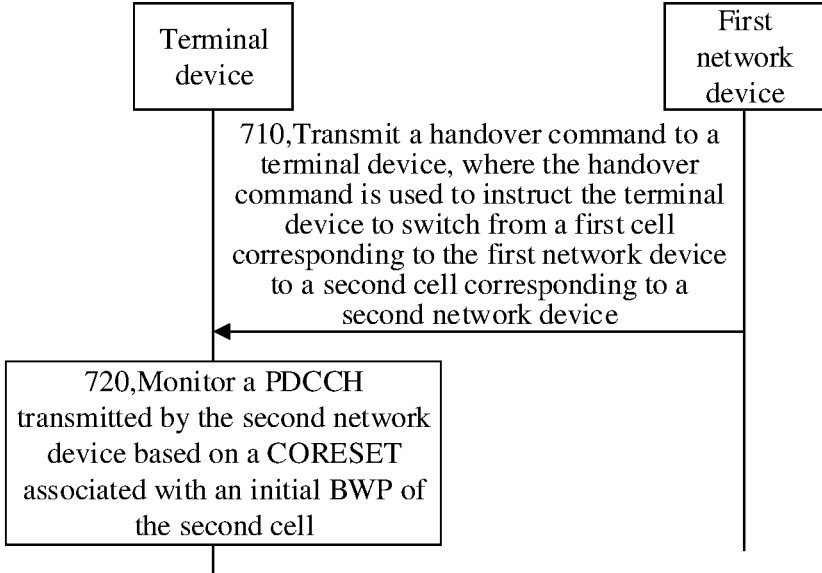 Terminal
device
First
network
device
710,Transmit a handover command to a
terminal device, where the handover
command is used to instruct the terminal
device to switch from a first cell
corresponding to the first network device
to a second cell corresponding to a
second network device
720,Monitor a PDCCH
transmitted by the second network
device based on a CORESET
associated with an initial BWP of
the second cell